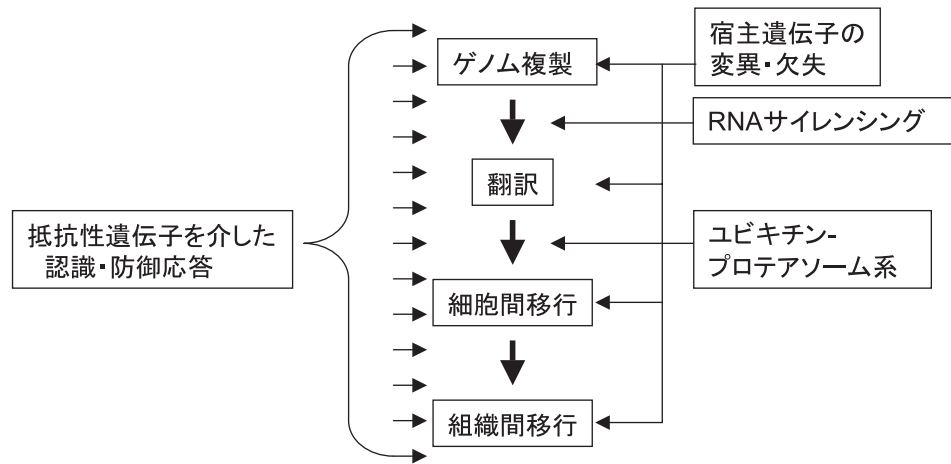 宿主遺伝子の
変異・欠失
ゲノム複製
RNAサイレンシング
翻訳
抵抗性遺伝子を介した
認識・防御応答
ユビキチン-
プロテアソーム系
細胞間移行
組織間移行